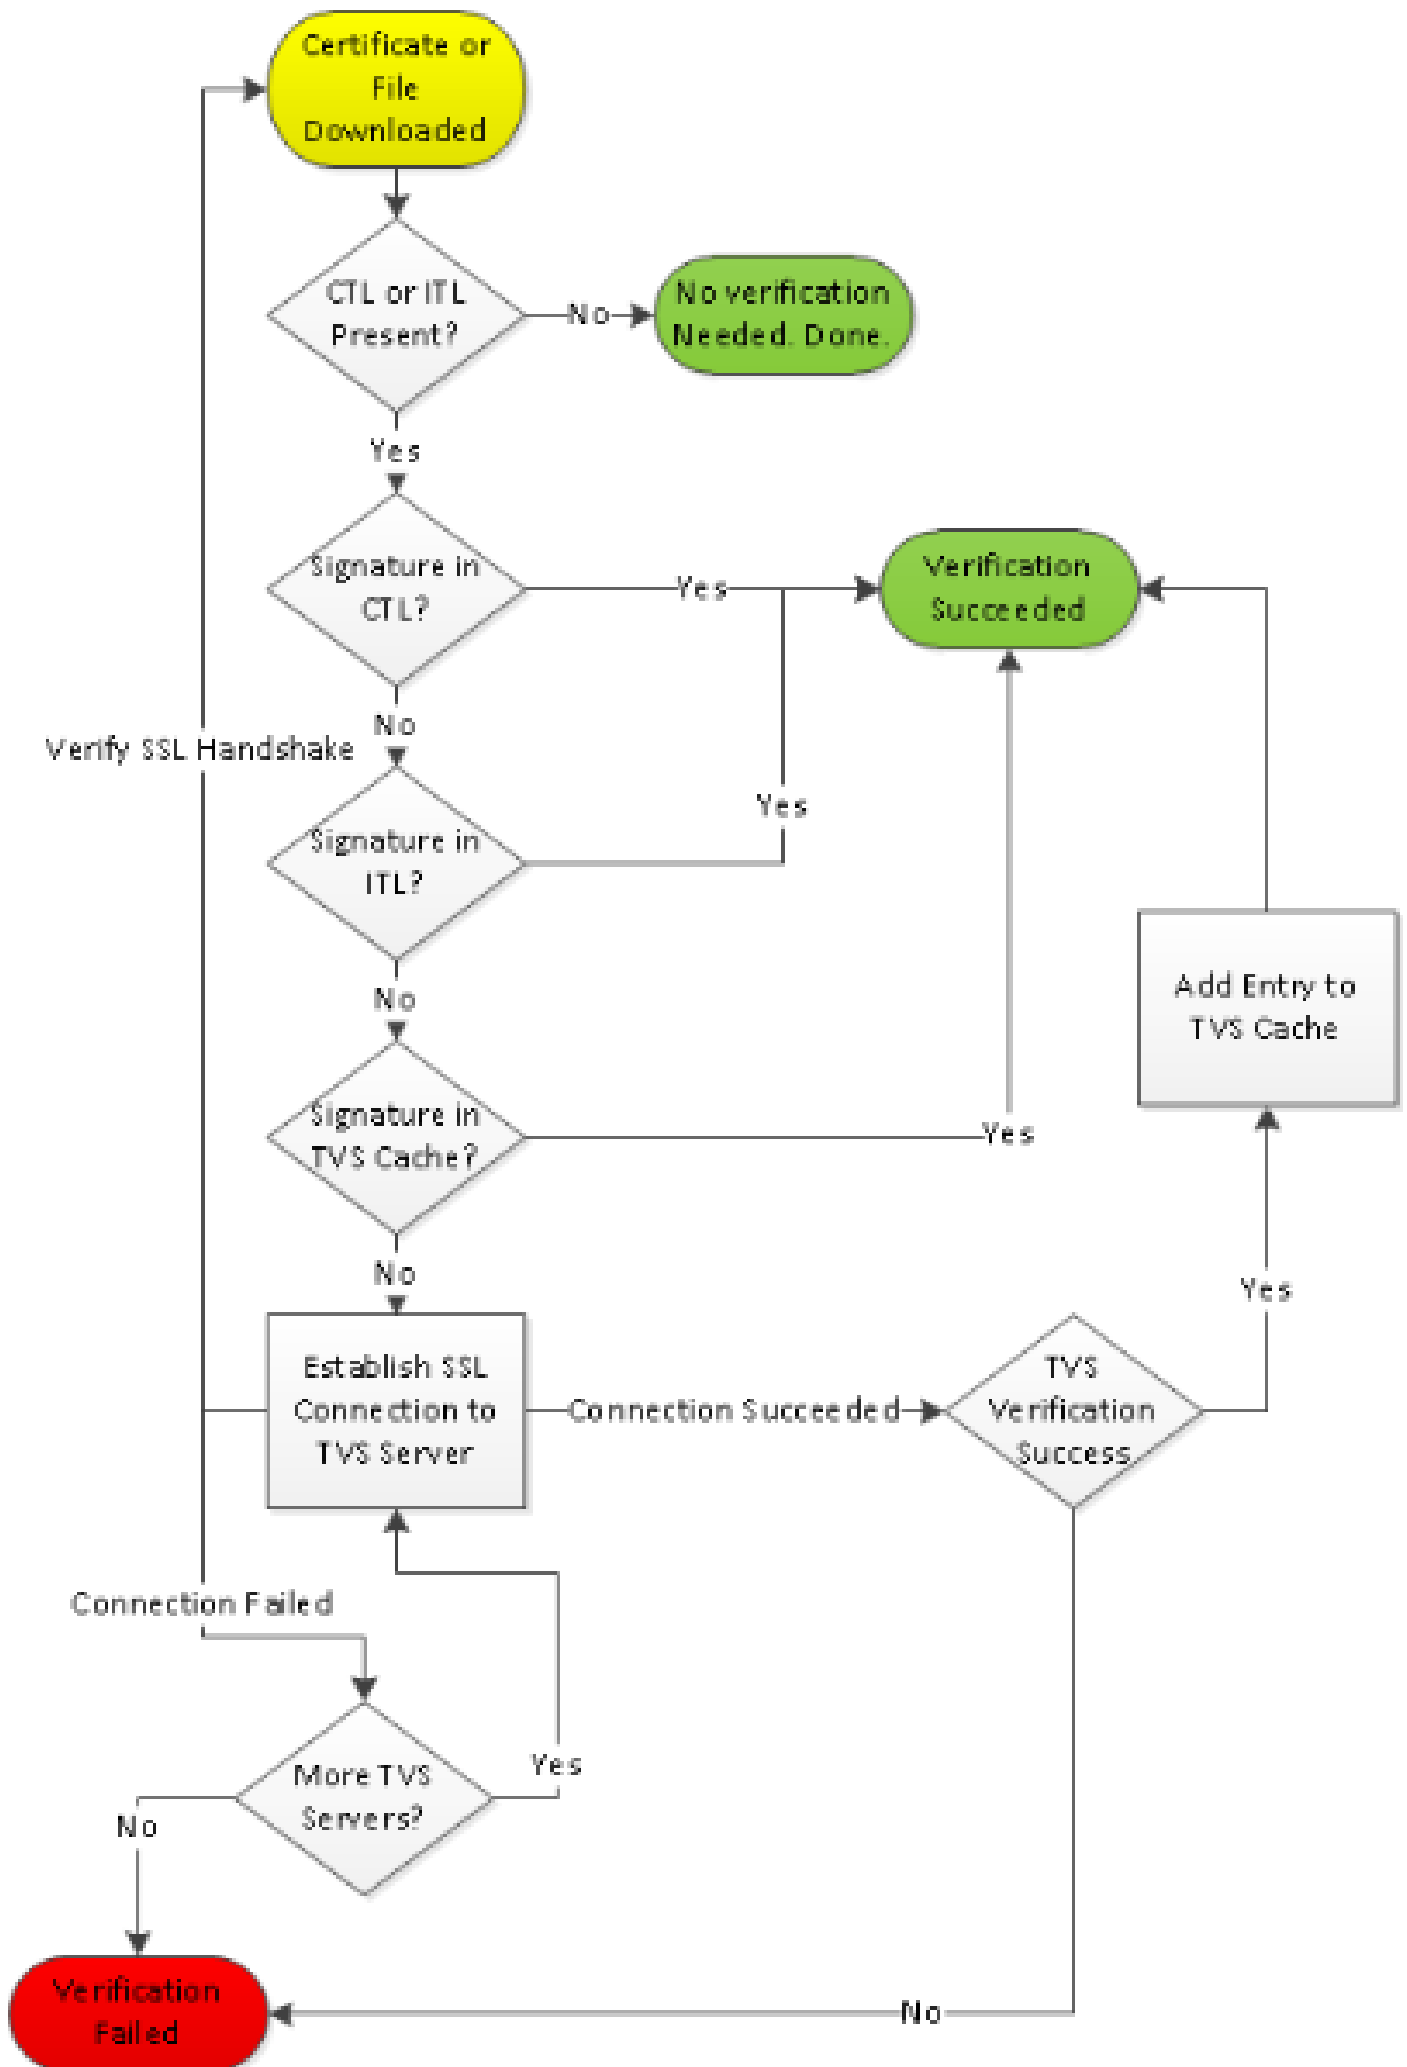 Certificate or
File
Downloaded
CTL or ITL
Present?
No
No verification
Needed. Done.
Yes
Signature in
CTL?
Yes
Verification
Succeeded
No
Verify SSL Handshake
Signature in
ITL?
Yes
No
Add Entry to
TVS Cache
Signature in
TVS Cache?
Yes
No
Yes
Establish SSL
Connection to
TVS Server
Connection Succeeded
TVS
Verification
Success
Connection Failed
More TVS
Servers?
Yes
No
Verification
Failed
No